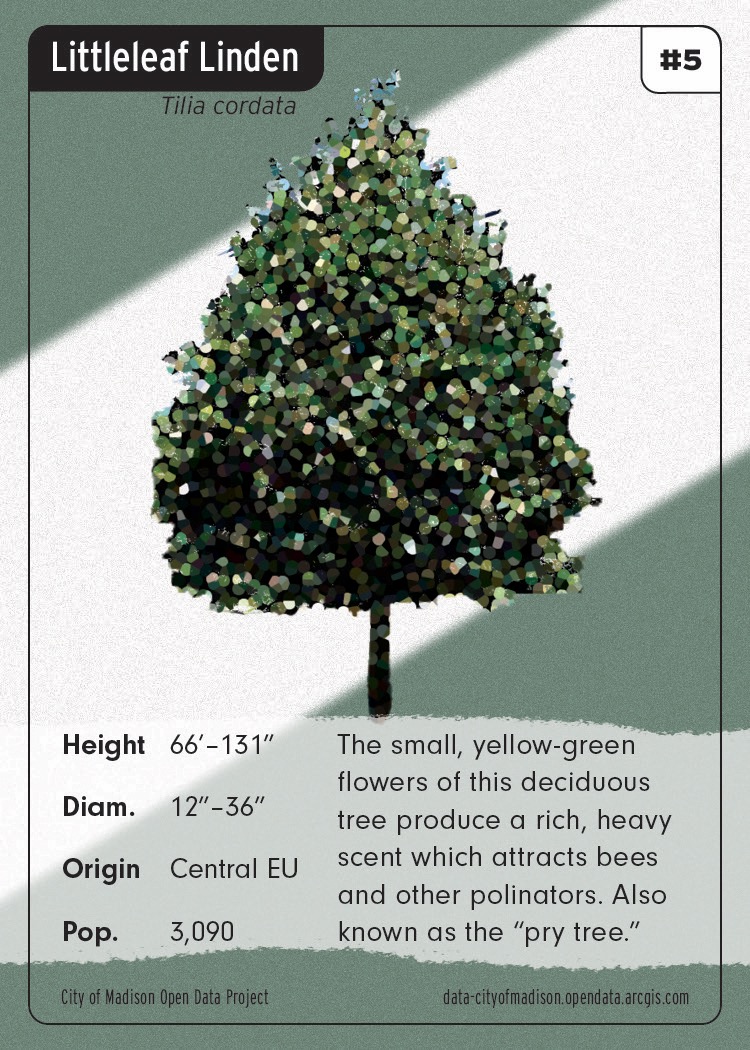 Littleleaf Linden
#5
Tilia cordata
Height 66′–131″
Diam. 12″–36″
Origin Central EU
Pop. 3,090
The small, yellow-green
flowers of this deciduous
tree produce a rich, heavy
scent which attracts bees
and other polinators. Also
known as the “pry tree.”
City of Madison Open Data Project
data-cityofmadison.opendata.arcgis.com